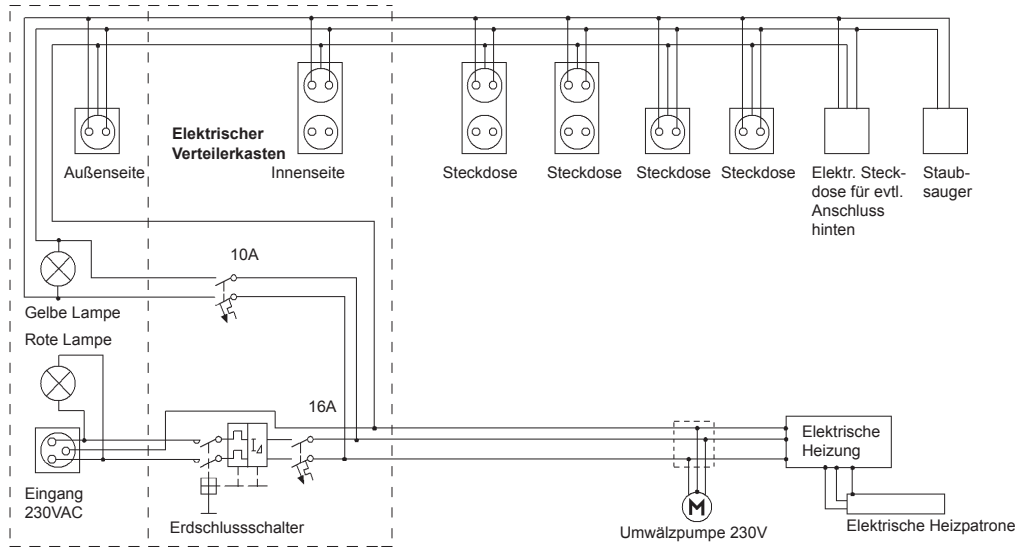 Elektrischer
Verteilerkasten
Außenseite
Innenseite
Steckdose
Steckdose
Steckdose
Steckdose
Elektr. Steck-
dose für evtl.
Anschluss
hinten
Staub-
sauger
10A
Gelbe Lampe
Rote Lampe
16A
Eingang
230VAC
Erdschlussschalter
M
Umwälzpumpe 230V
Elektrische
Heizung
Elektrische Heizpatrone